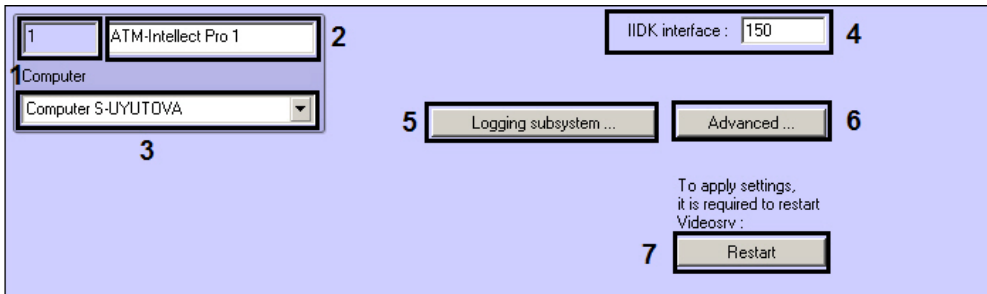 1 ATM-Intellect Pro 1 2
1 Computer
Computer S-UYUTOVA
3
IIDK interface : 150 4
5 Logging subsystem ... Advanced ... 6
To apply settings,
it is required to restart
Videosrv :
7 Restart